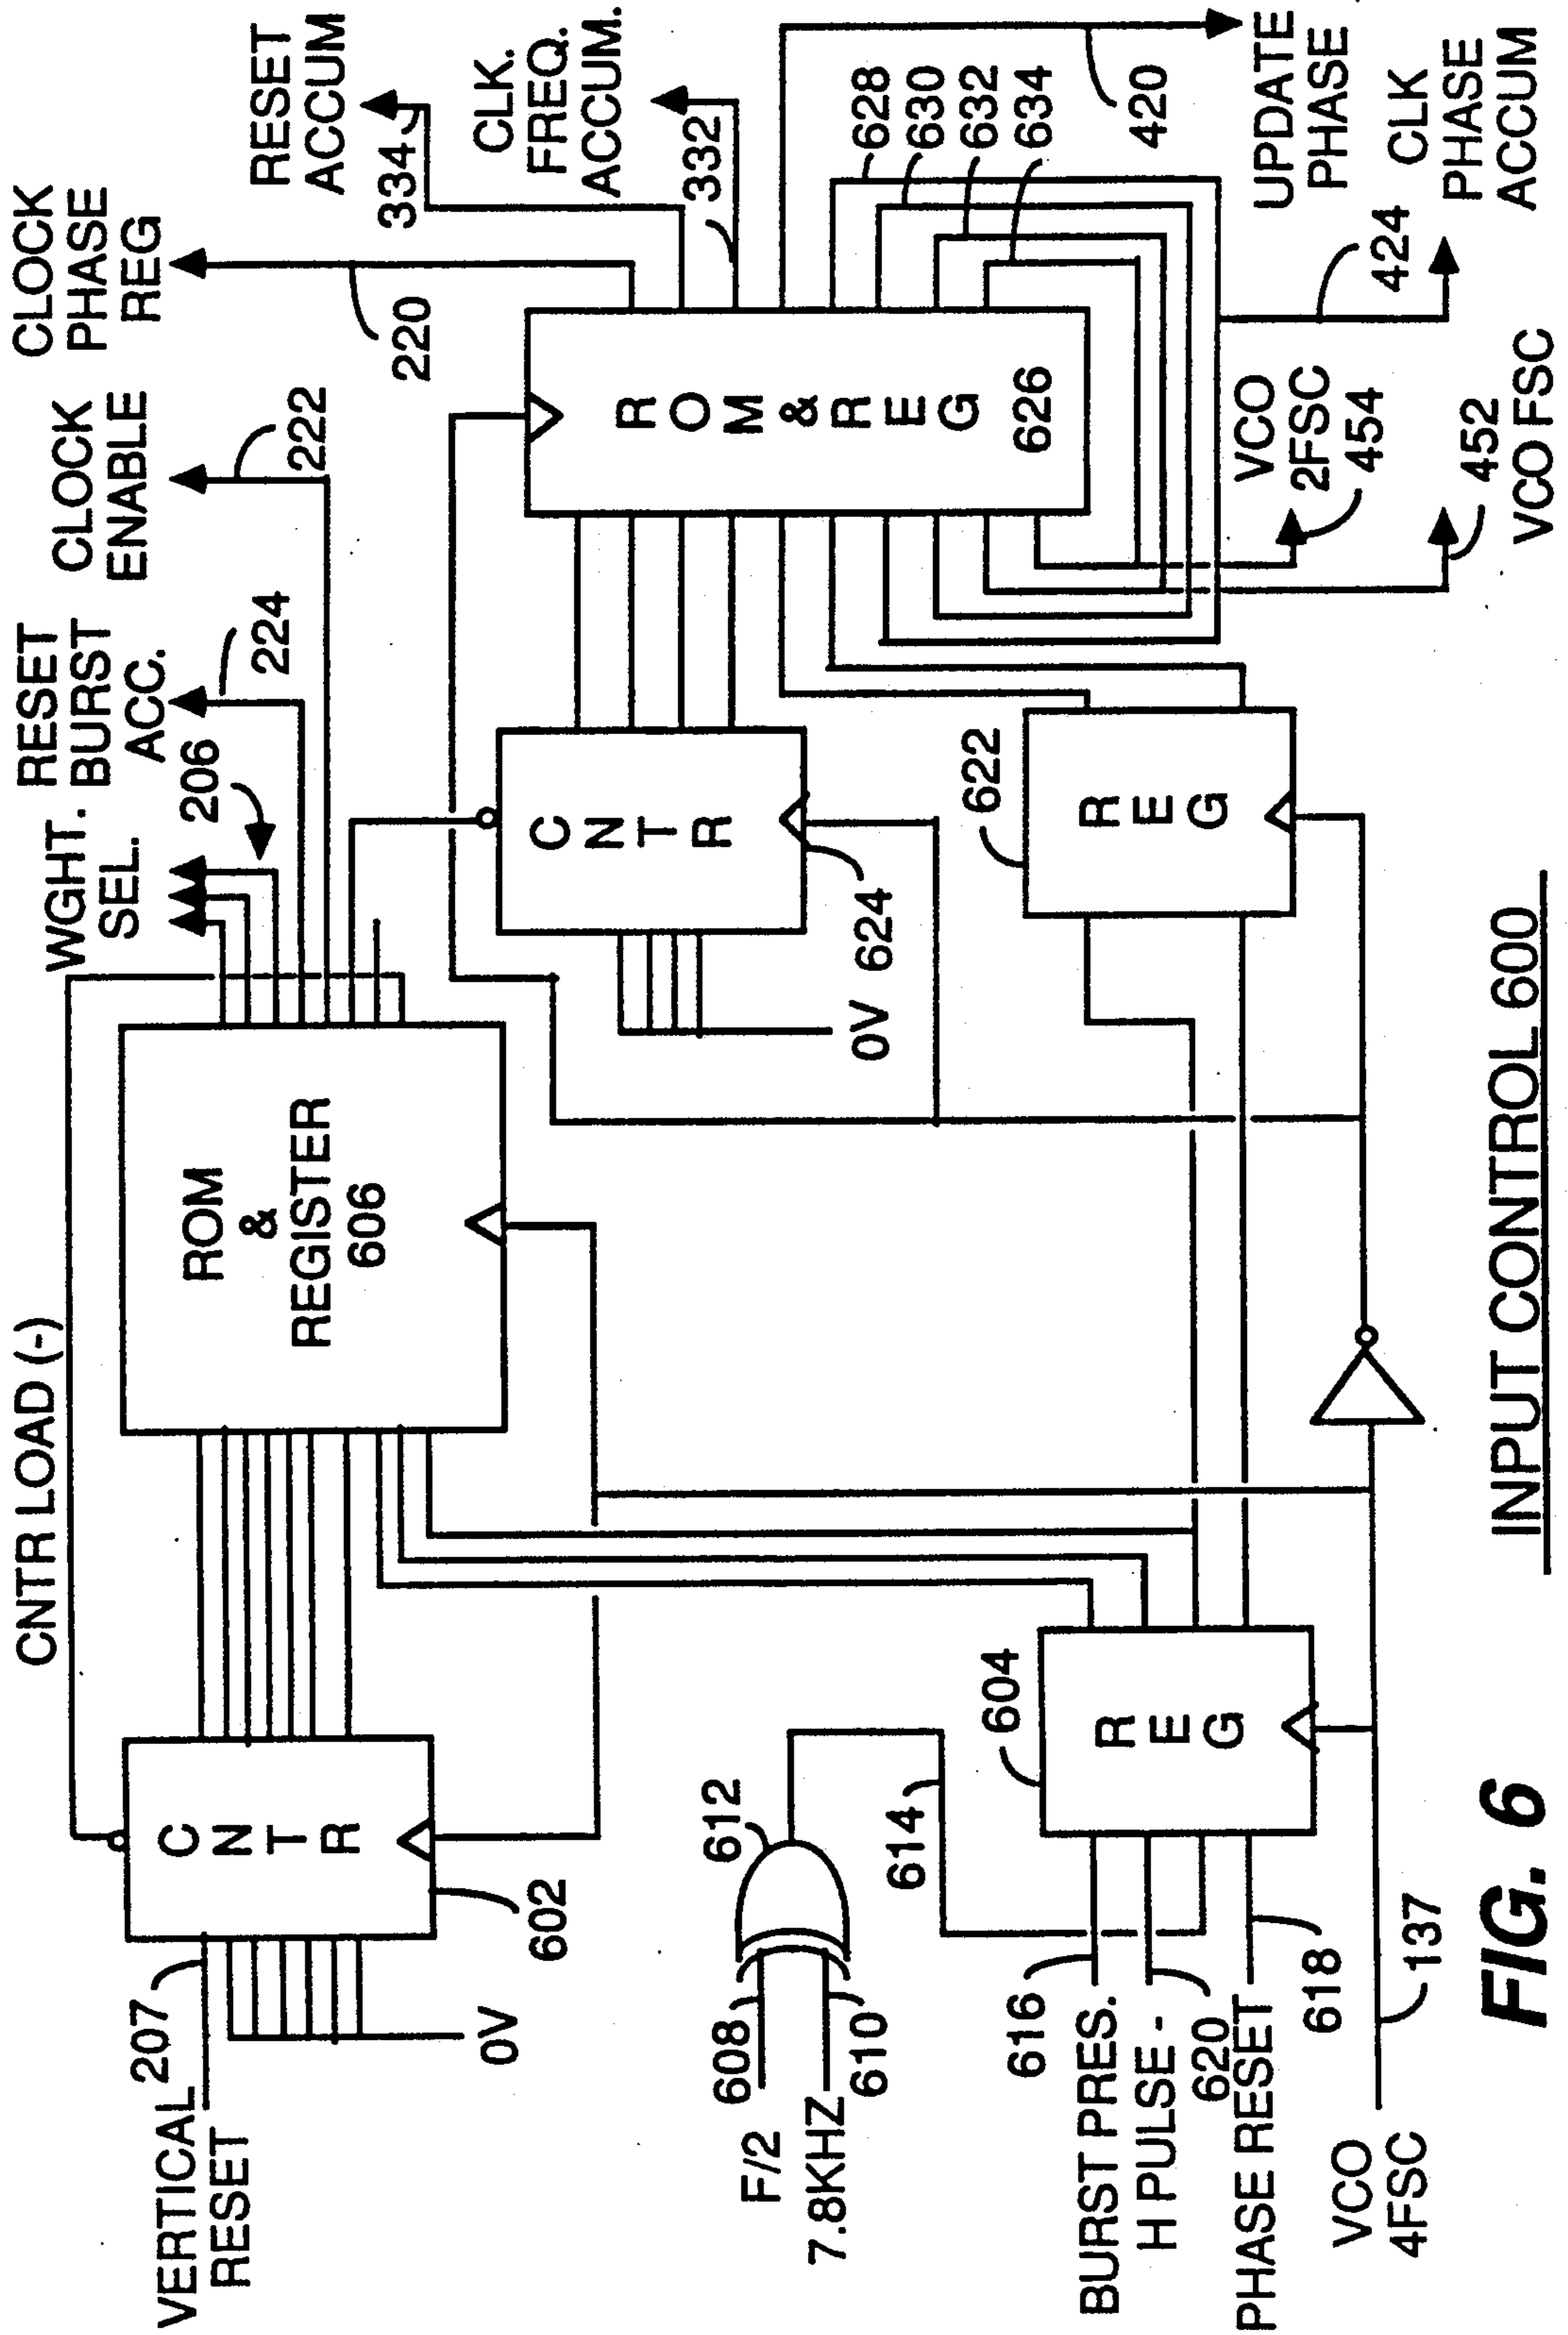 CNTR LOAD (-)
WGHT.
SEL.
206
RESET
BURST
ACC.
224
CLOCK
ENABLE
222
CLOCK
PHASE
REG
220
RESET
ACCUM
334
CLK.
FREQ.
ACCUM.
332
VERTICAL
RESET
207
0V
CNTR
602
ROM
&
REGISTER
606
CNTR
624
0V
ROM & REG
626
628
630
632
634
420
UPDATE
PHASE
F/2
608
7.8KHZ
610
612
614
REG
604
REG
622
VCO
2FSC
454
424
CLK
PHASE
ACCUM
452
VCO FSC
616
BURST PRES.
H PULSE -
620
PHASE RESET
618
VCO
4FSC
137
FIG. 6
INPUT CONTROL 600